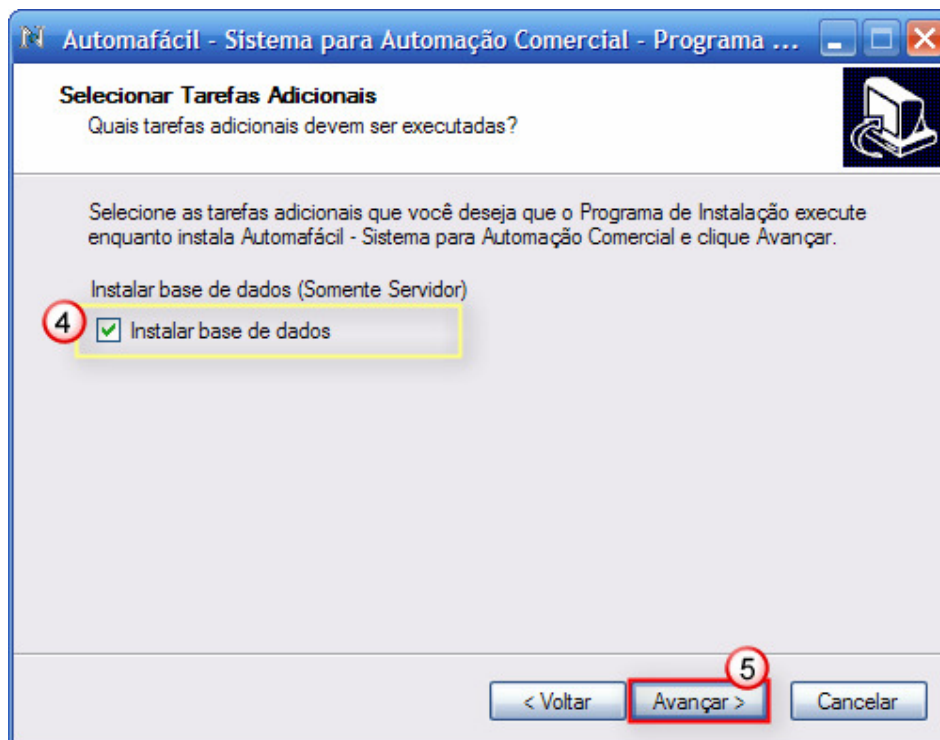 Automafácil - Sistema para Automação Comercial - Programa ...
Selecionar Tarefas Adicionais
Quais tarefas adicionais devem ser executadas?
Selecione as tarefas adicionais que você deseja que o Programa de Instalação execute
enquanto instala Automafácil - Sistema para Automação Comercial e clique Avançar.
Instalar base de dados (Somente Servidor)
4 Instalar base de dados
5
< Voltar Avançar > Cancelar